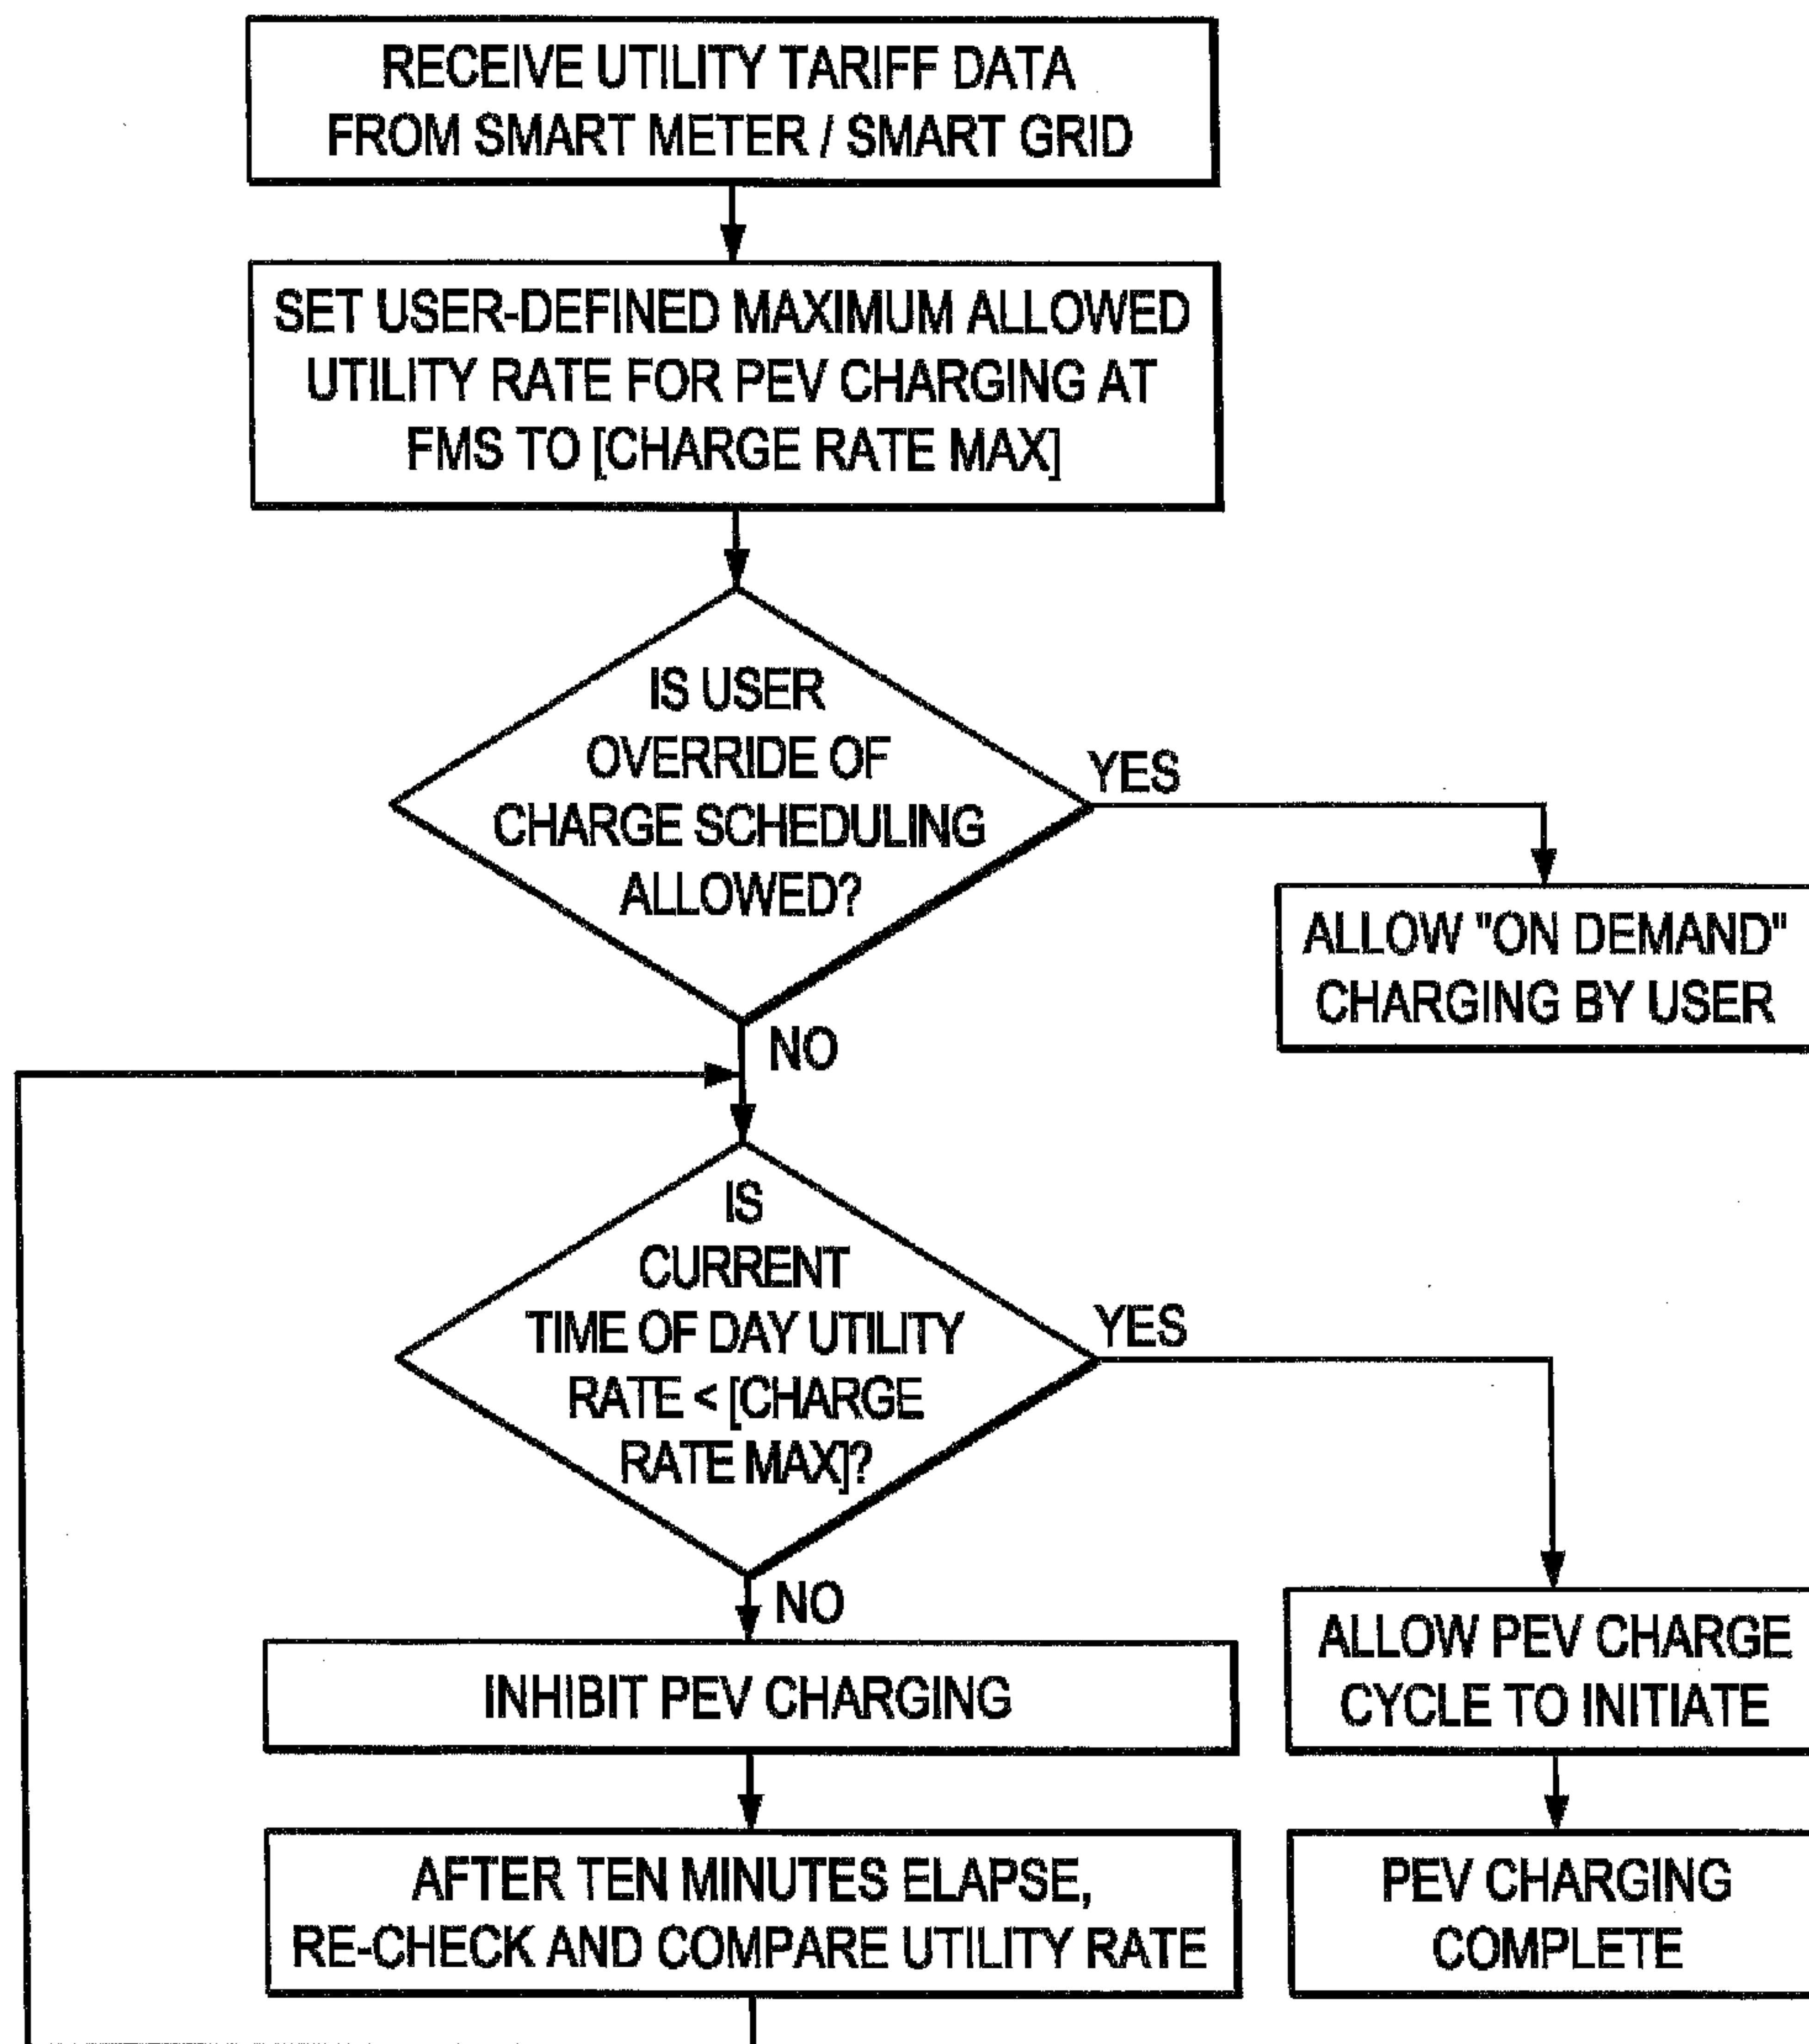 RECEIVE UTILITY TARIFF DATA
FROM SMART METER / SMART GRID
SET USER-DEFINED MAXIMUM ALLOWED
UTILITY RATE FOR PEV CHARGING AT
FMS TO [CHARGE RATE MAX]
IS USER
OVERRIDE OF
CHARGE SCHEDULING
ALLOWED?
YES
ALLOW "ON DEMAND"
CHARGING BY USER
NO
IS
CURRENT
TIME OF DAY UTILITY
RATE < [CHARGE
RATE MAX]?
YES
NO
INHIBIT PEV CHARGING
ALLOW PEV CHARGE
CYCLE TO INITIATE
AFTER TEN MINUTES ELAPSE,
RE-CHECK AND COMPARE UTILITY RATE
PEV CHARGING
COMPLETE